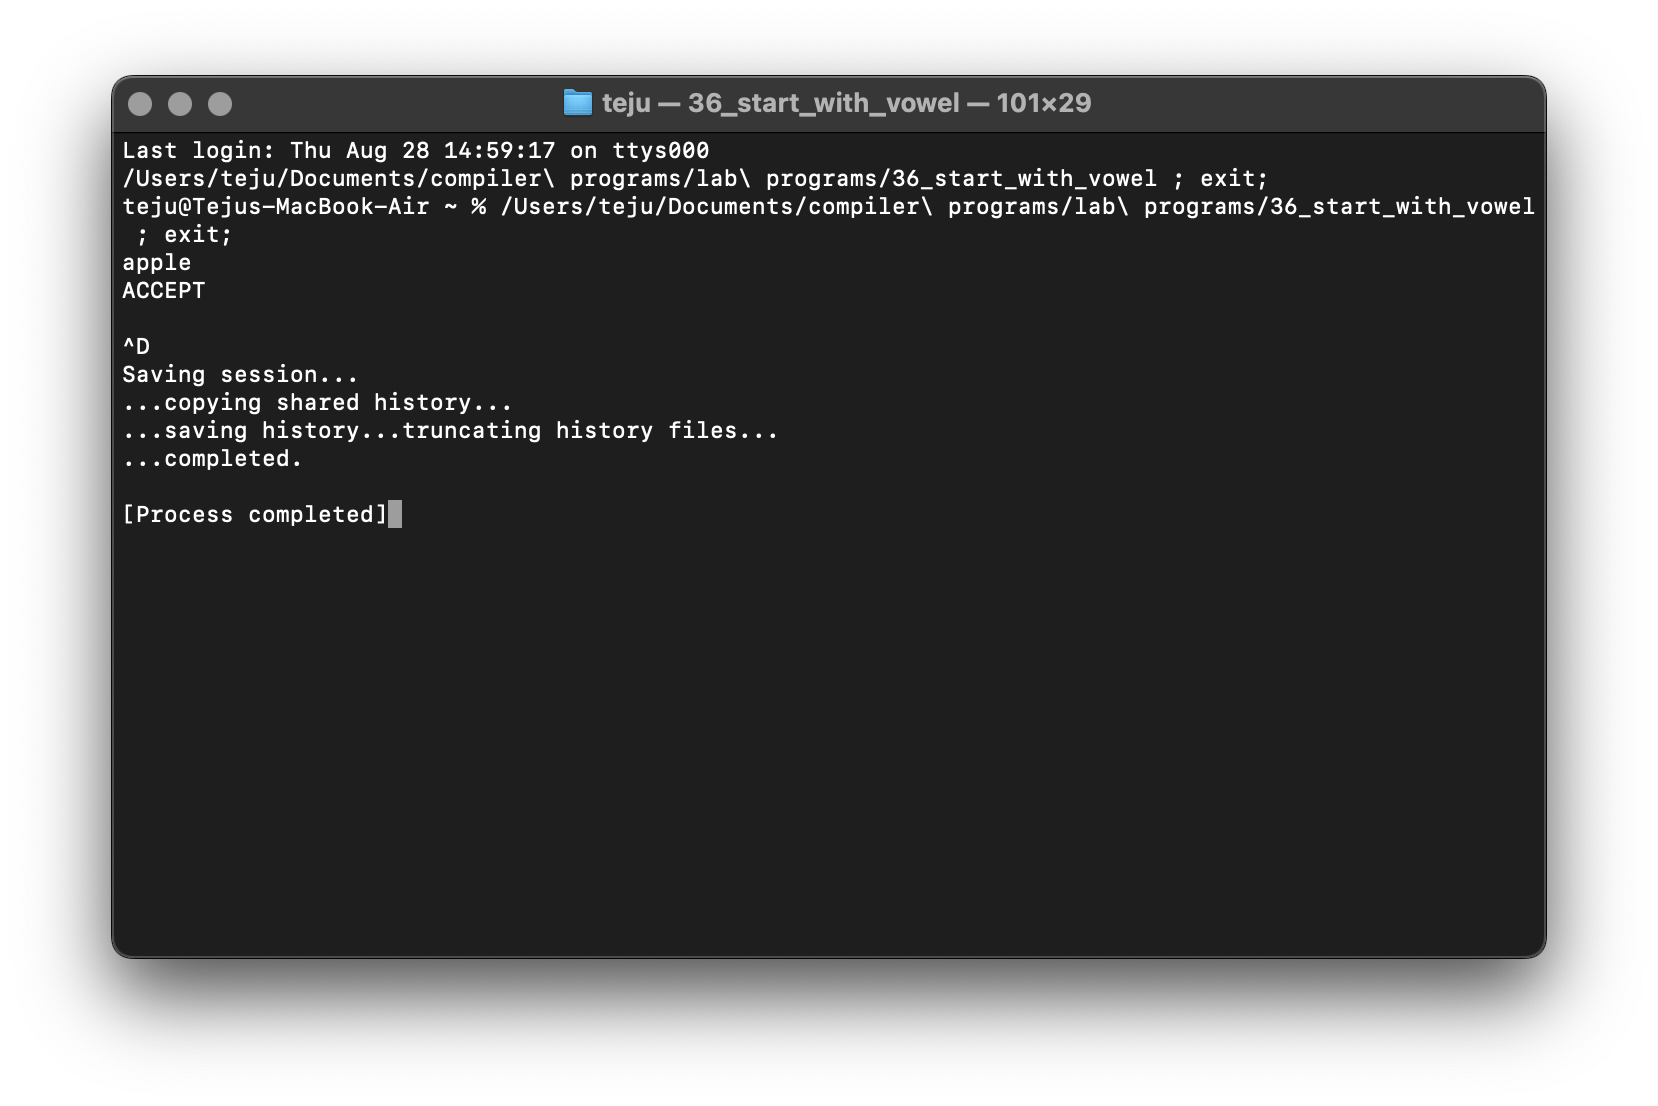 teju — 36_start_with_vowel — 101×29
Last login: Thu Aug 28 14:59:17 on ttys000
/Users/teju/Documents/compiler\ programs/lab\ programs/36_start_with_vowel ; exit;
teju@Tejus-MacBook-Air ~ % /Users/teju/Documents/compiler\ programs/lab\ programs/36_start_with_vowel
 ; exit;
apple
ACCEPT
^D
Saving session...
...copying shared history...
...saving history...truncating history files...
...completed.
[Process completed]